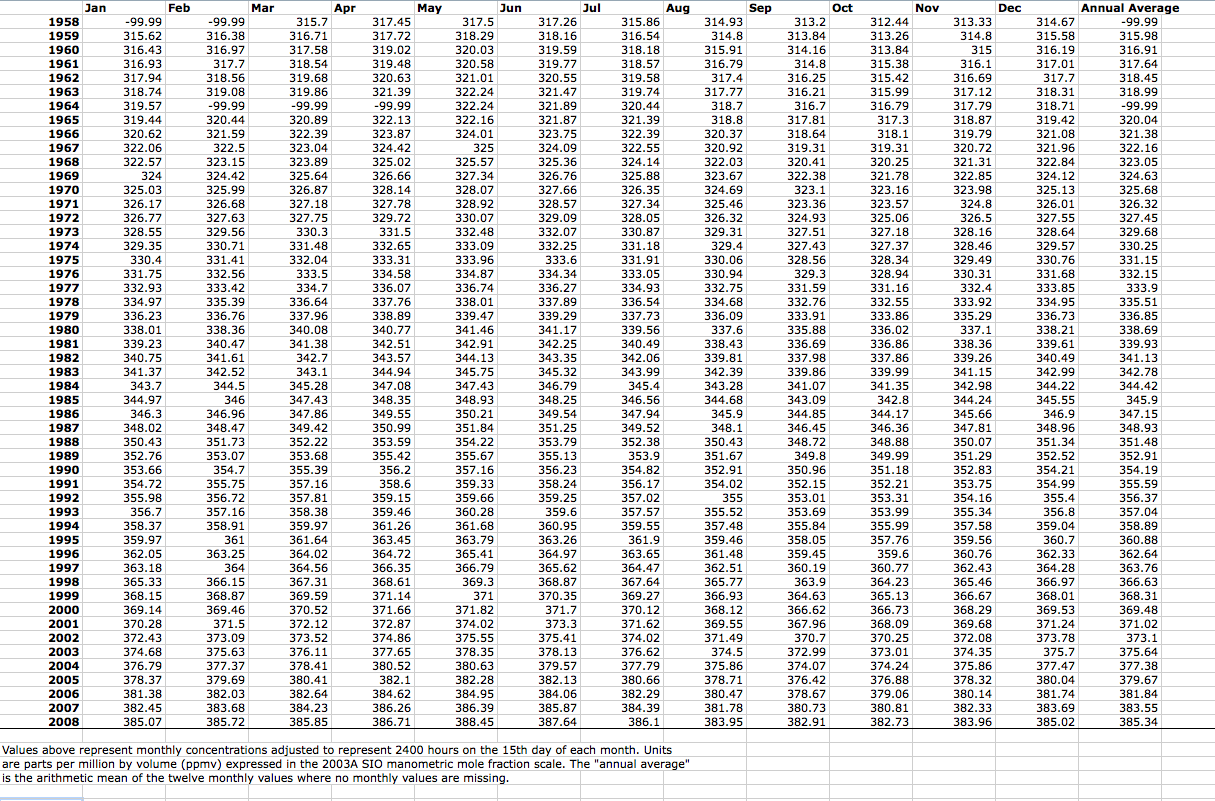 Jan Feb Mar Apr May Jun Jul Aug Sep Oct Nov Dec Annual Average
1958 -99.99 -99.99 315.7 317.45 317.5 317.26 315.86 314.93 313.2 312.44 313.33 314.67 -99.99
1959 315.62 316.38 316.71 317.72 318.29 318.16 316.54 314.8 313.84 313.26 314.8 315.58 315.98
1960 316.43 316.97 317.58 319.02 320.03 319.59 318.18 315.91 314.16 313.84 315 316.19 316.91
1961 316.93 317.7 318.54 319.48 320.58 319.77 318.57 316.79 314.8 315.38 316.1 317.01 317.64
1962 317.94 318.56 319.68 320.63 321.01 320.55 319.58 317.4 316.25 315.42 316.69 317.7 318.45
1963 318.74 319.08 319.86 321.39 322.24 321.47 319.74 317.77 316.21 315.99 317.12 318.31 318.99
1964 319.57 -99.99 -99.99 -99.99 322.24 321.89 320.44 318.7 316.7 316.79 317.79 318.71 -99.99
1965 319.44 320.44 320.89 322.13 322.16 321.87 321.39 318.8 317.81 317.3 318.87 319.42 320.04
1966 320.62 321.59 322.39 323.87 324.01 323.75 322.39 320.37 318.64 318.1 319.79 321.08 321.38
1967 322.06 322.5 323.04 324.42 325 324.09 322.55 320.92 319.31 319.31 320.72 321.96 322.16
1968 322.57 323.15 323.89 325.02 325.57 325.36 324.14 322.03 320.41 320.25 321.31 322.84 323.05
1969 324 324.42 325.64 326.66 327.34 326.76 325.88 323.67 322.38 321.78 322.85 324.12 324.63
1970 325.03 325.99 326.87 328.14 328.07 327.66 326.35 324.69 323.1 323.16 323.98 325.13 325.68
1971 326.17 326.68 327.18 327.78 328.92 328.57 327.34 325.46 323.36 323.57 324.8 326.01 326.32
1972 326.77 327.63 327.75 329.72 330.07 329.09 328.05 326.32 324.93 325.06 326.5 327.55 327.45
1973 328.55 329.56 330.3 331.5 332.48 332.07 330.87 329.31 327.51 327.18 328.16 328.64 329.68
1974 329.35 330.71 331.48 332.65 333.09 332.25 331.18 329.4 327.43 327.37 328.46 329.57 330.25
1975 330.4 331.41 332.04 333.31 333.96 333.6 331.91 330.06 328.56 328.34 329.49 330.76 331.15
1976 331.75 332.56 333.5 334.58 334.87 334.34 333.05 330.94 329.3 328.94 330.31 331.68 332.15
1977 332.93 333.42 334.7 336.07 336.74 336.27 334.93 332.75 331.59 331.16 332.4 333.85 333.9
1978 334.97 335.39 336.64 337.76 338.01 337.89 336.54 334.68 332.76 332.55 333.92 334.95 335.51
1979 336.23 336.76 337.96 338.89 339.47 339.29 337.73 336.09 333.91 333.86 335.29 336.73 336.85
1980 338.01 338.36 340.08 340.77 341.46 341.17 339.56 337.6 335.88 336.02 337.1 338.21 338.69
1981 339.23 340.47 341.38 342.51 342.91 342.25 340.49 338.43 336.69 336.86 338.36 339.61 339.93
1982 340.75 341.61 342.7 343.57 344.13 343.35 342.06 339.81 337.98 337.86 339.26 340.49 341.13
1983 341.37 342.52 343.1 344.94 345.75 345.32 343.99 342.39 339.86 339.99 341.15 342.99 342.78
1984 343.7 344.5 345.28 347.08 347.43 346.79 345.4 343.28 341.07 341.35 342.98 344.22 344.42
1985 344.97 346 347.43 348.35 348.93 348.25 346.56 344.68 343.09 342.8 344.24 345.55 345.9
1986 346.3 346.96 347.86 349.55 350.21 349.54 347.94 345.9 344.85 344.17 345.66 346.9 347.15
1987 348.02 348.47 349.42 350.99 351.84 351.25 349.52 348.1 346.45 346.36 347.81 348.96 348.93
1988 350.43 351.73 352.22 353.59 354.22 353.79 352.38 350.43 348.72 348.88 350.07 351.34 351.48
1989 352.76 353.07 353.68 355.42 355.67 355.13 353.9 351.67 349.8 349.99 351.29 352.52 352.91
1990 353.66 354.7 355.39 356.2 357.16 356.23 354.82 352.91 350.96 351.18 352.83 354.21 354.19
1991 354.72 355.75 357.16 358.6 359.33 358.24 356.17 354.02 352.15 352.21 353.75 354.99 355.59
1992 355.98 356.72 357.81 359.15 359.66 359.25 357.02 355 353.01 353.31 354.16 355.4 356.37
1993 356.7 357.16 358.38 359.46 360.28 359.6 357.57 355.52 353.69 353.99 355.34 356.8 357.04
1994 358.37 358.91 359.97 361.26 361.68 360.95 359.55 357.48 355.84 355.99 357.58 359.04 358.89
1995 359.97 361 361.64 363.45 363.79 363.26 361.9 359.46 358.05 357.76 359.56 360.7 360.88
1996 362.05 363.25 364.02 364.72 365.41 364.97 363.65 361.48 359.45 359.6 360.76 362.33 362.64
1997 363.18 364 364.56 366.35 366.79 365.62 364.47 362.51 360.19 360.77 362.43 364.28 363.76
1998 365.33 366.15 367.31 368.61 369.3 368.87 367.64 365.77 363.9 364.23 365.46 366.97 366.63
1999 368.15 368.87 369.59 371.14 371 370.35 369.27 366.93 364.63 365.13 366.67 368.01 368.31
2000 369.14 369.46 370.52 371.66 371.82 371.7 370.12 368.12 366.62 366.73 368.29 369.53 369.48
2001 370.28 371.5 372.12 372.87 374.02 373.3 371.62 369.55 367.96 368.09 369.68 371.24 371.02
2002 372.43 373.09 373.52 374.86 375.55 375.41 374.02 371.49 370.7 370.25 372.08 373.78 373.1
2003 374.68 375.63 376.11 377.65 378.35 378.13 376.62 374.5 372.99 373.01 374.35 375.7 375.64
2004 376.79 377.37 378.41 380.52 380.63 379.57 377.79 375.86 374.07 374.24 375.86 377.47 377.38
2005 378.37 379.69 380.41 382.1 382.28 382.13 380.66 378.71 376.42 376.88 378.32 380.04 379.67
2006 381.38 382.03 382.64 384.62 384.95 384.06 382.29 380.47 378.67 379.06 380.14 381.74 381.84
2007 382.45 383.68 384.23 386.26 386.39 385.87 384.39 381.78 380.73 380.81 382.33 383.69 383.55
2008 385.07 385.72 385.85 386.71 388.45 387.64 386.1 383.95 382.91 382.73 383.96 385.02 385.34
Values above represent monthly concentrations adjusted to represent 2400 hours on the 15th day of each month. Units
are parts per million by volume (ppmv) expressed in the 2003A SIO manometric mole fraction scale. The "annual average"
is the arithmetic mean of the twelve monthly values where no monthly values are missing.